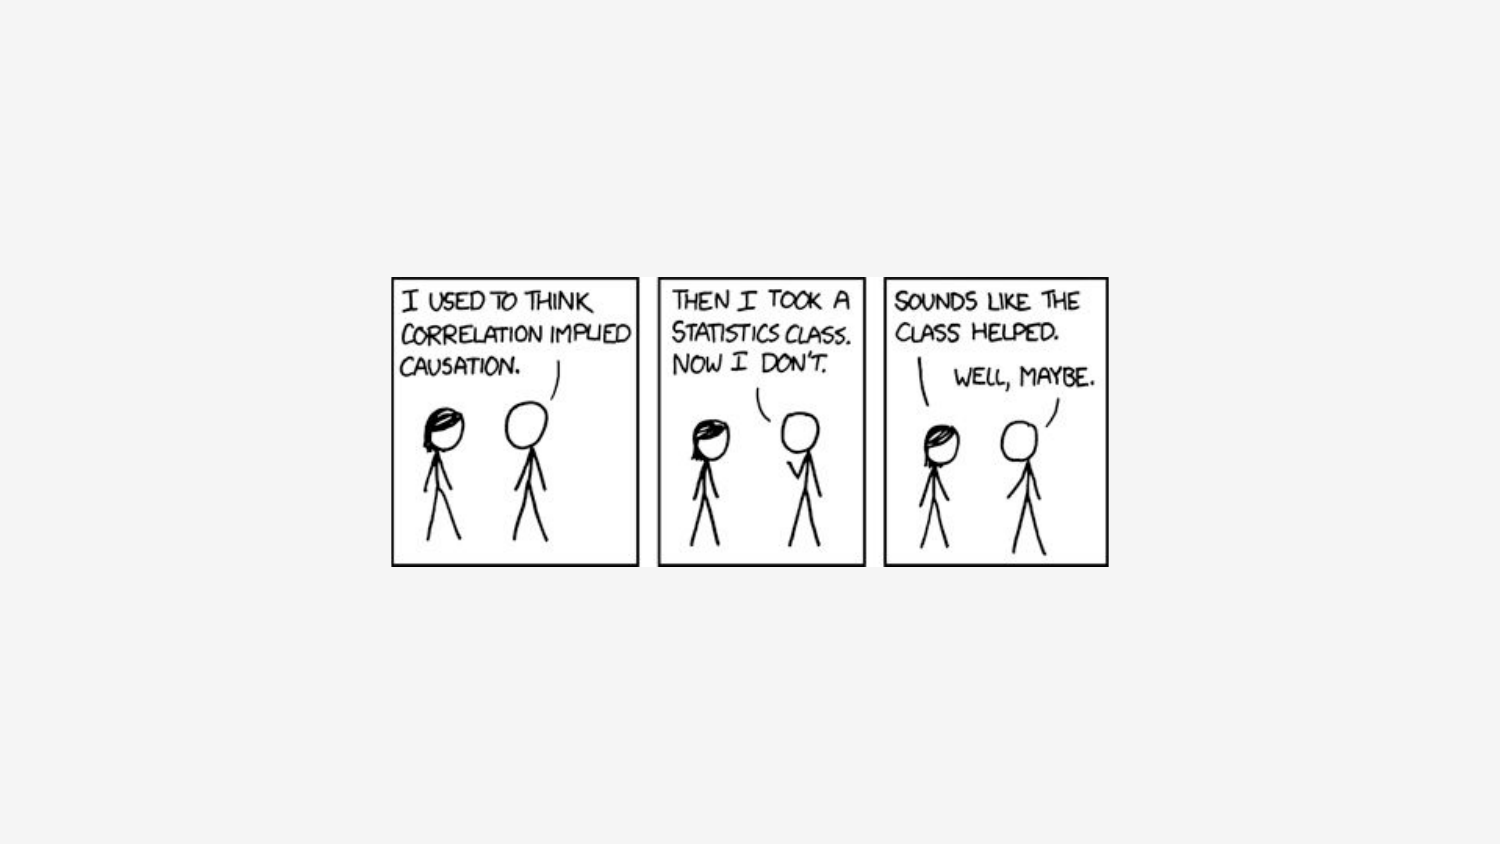 I USED TO THINK
CORRELATION IMPLIED
CAUSATION.
THEN I TOOK A
STATISTICS CLASS.
NOW I DON'T.
SOUNDS LIKE THE
CLASS HELPED.
WELL, MAYBE.